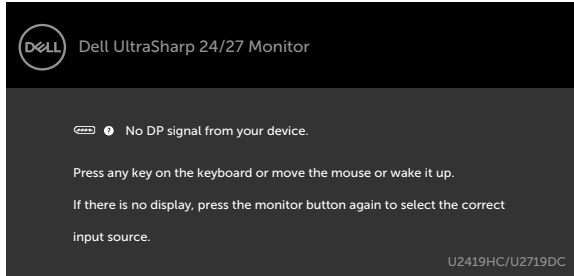 DELL
Dell UltraSharp 24/27 Monitor
? No DP signal from your device.
Press any key on the keyboard or move the mouse or wake it up.
If there is no display, press the monitor button again to select the correct
input source.
U2419HC/U2719DC